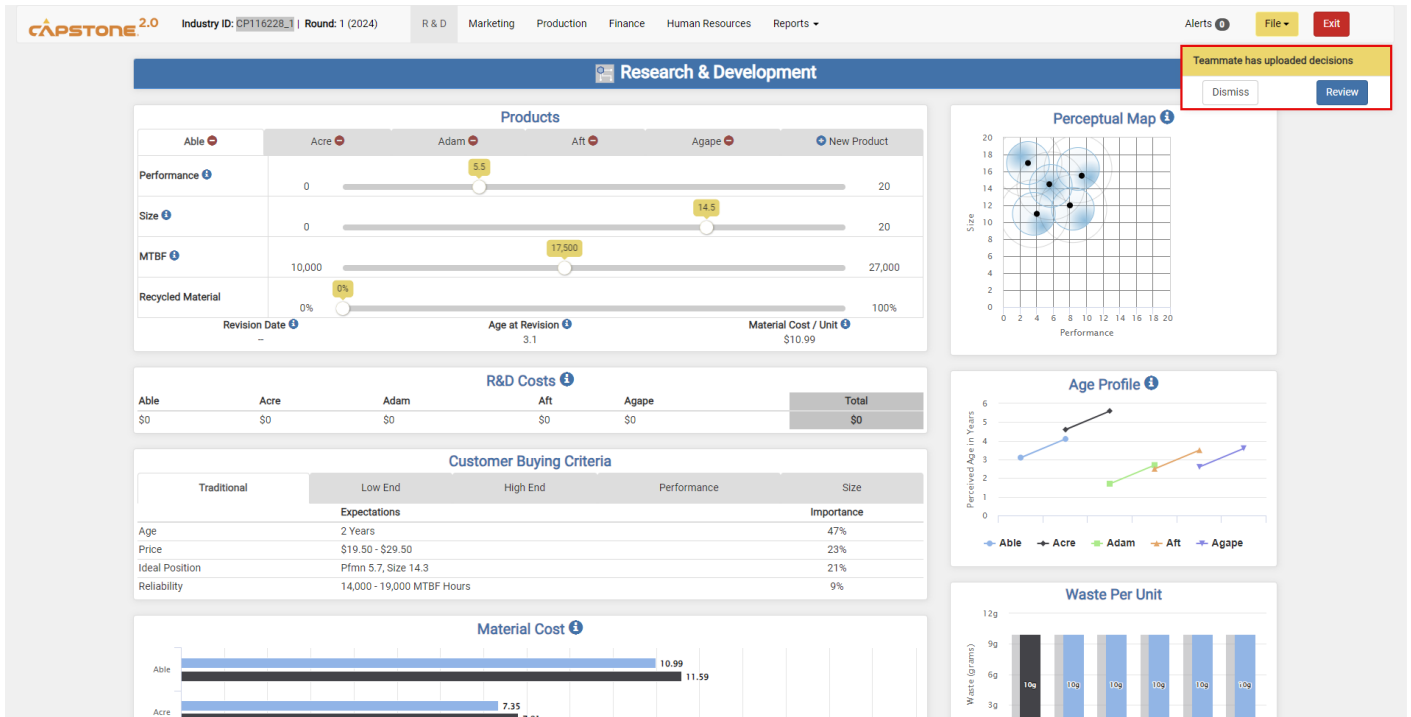 CAPSTONE 2.0 Industry ID: CP116228_1 | Round: 1 (2024) R & D Marketing Production Finance Human Resources Reports Alerts 0 File Exit
Teammate has uploaded decisions
Dismiss Review
Research & Development
Products
Able Acre Adam Aft Agape New Product
Performance 0 5.5 20
Size 0 14.5 20
MTBF 10,000 17,500 27,000
Recycled Material 0% 0% 100%
Revision Date Age at Revision Material Cost / Unit
– 3.1 $10.99
R&D Costs
Able Acre Adam Aft Agape Total
$0 $0 $0 $0 $0 $0
Customer Buying Criteria
Traditional Low End High End Performance Size
Expectations Importance
Age 2 Years 47%
Price $19.50 - $29.50 23%
Ideal Position Pfmn 5.7, Size 14.3 21%
Reliability 14,000 - 19,000 MTBF Hours 9%
Material Cost
Able 10.99
11.59
Acre 7.35
Perceptual Map
20
18
16
14
12
10
8
6
4
2
0
Size
0 2 4 6 8 10 12 14 16 18 20
Performance
Age Profile
6
5
4
3
2
1
0
Perceived Age in Years
Able Acre Adam Aft Agape
Waste Per Unit
12g
9g
6g
3g
Waste (grams)
10g 10g 10g 10g 10g 10g